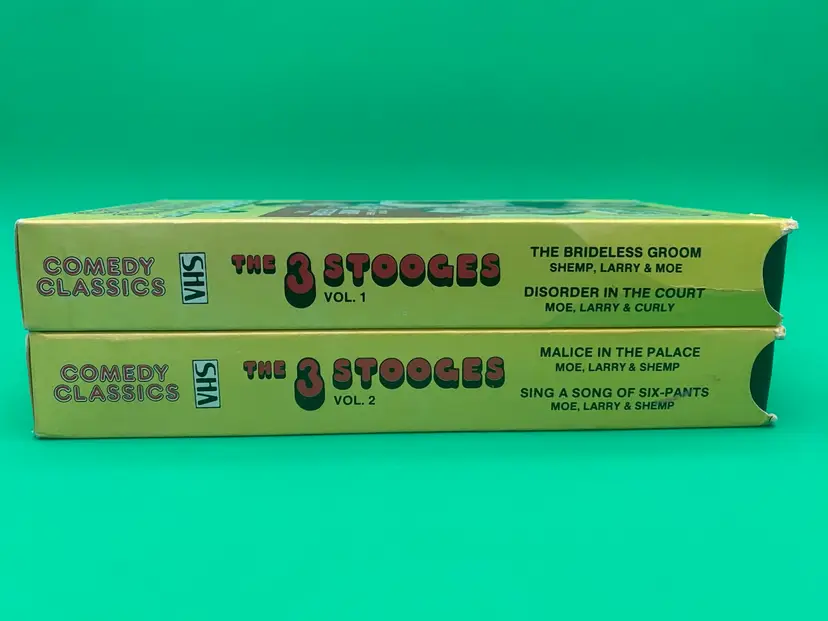 COMEDY
CLASSICS
VHS
THE 3 STOOGES
VOL. 1
THE BRIDELESS GROOM
SHEMP, LARRY & MOE
DISORDER IN THE COURT
MOE, LARRY & CURLY
COMEDY
CLASSICS
VHS
THE 3 STOOGES
VOL. 2
MALICE IN THE PALACE
MOE, LARRY & SHEMP
SING A SONG OF SIX-PANTS
MOE, LARRY & SHEMP